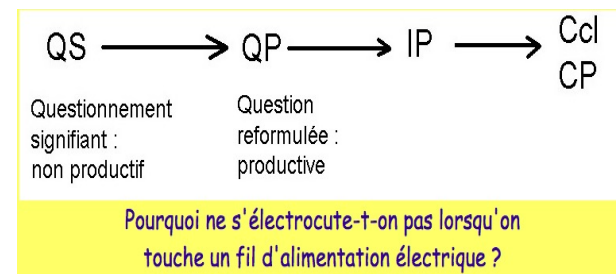 QS QP IP Ccl
CP
Questionnement
signifiant :
non productif
Question
reformulée :
productive
Pourquoi ne s'électrocute-t-on pas lorsqu'on
touche un fil d'alimentation électrique ?